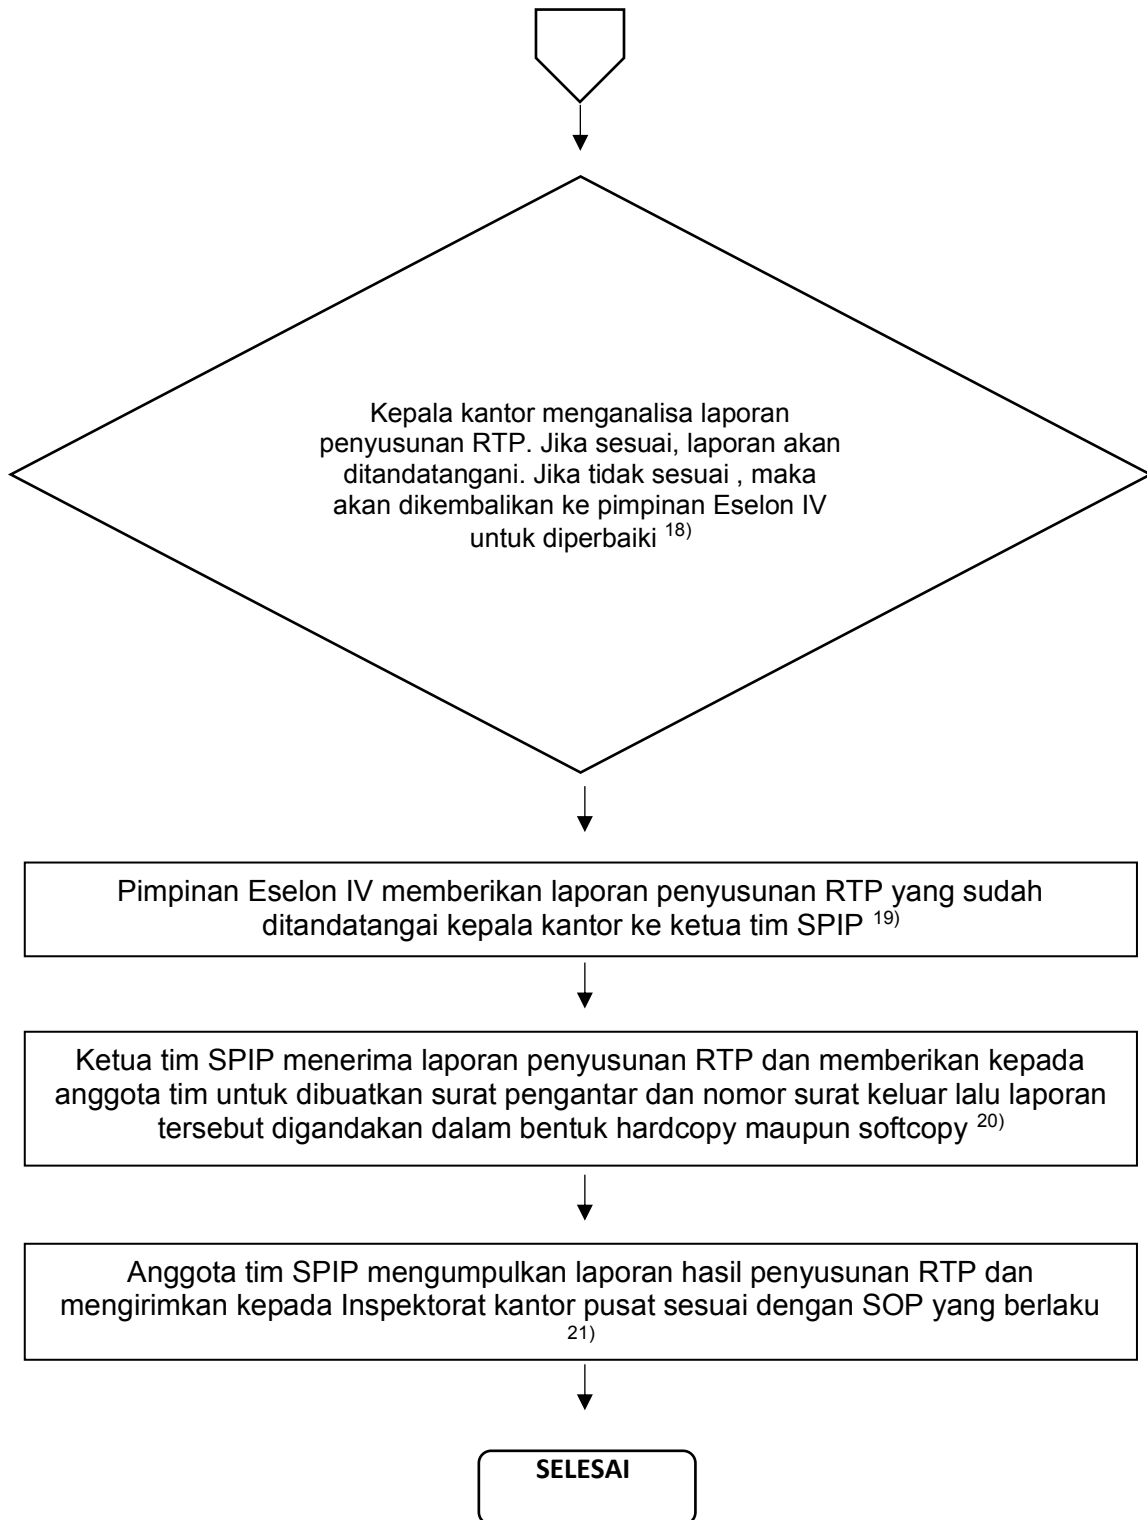 Kepala kantor menganalisa laporan
penyusunan RTP. Jika sesuai, laporan akan
ditandatangani. Jika tidak sesuai , maka
akan dikembalikan ke pimpinan Eselon IV
untuk diperbaiki 18)
Pimpinan Eselon IV memberikan laporan penyusunan RTP yang sudah
ditandatangai kepala kantor ke ketua tim SPIP 19)
Ketua tim SPIP menerima laporan penyusunan RTP dan memberikan kepada
anggota tim untuk dibuatkan surat pengantar dan nomor surat keluar lalu laporan
tersebut digandakan dalam bentuk hardcopy maupun softcopy 20)
Anggota tim SPIP mengumpulkan laporan hasil penyusunan RTP dan
mengirimkan kepada Inspektorat kantor pusat sesuai dengan SOP yang berlaku
21)
SELESAI